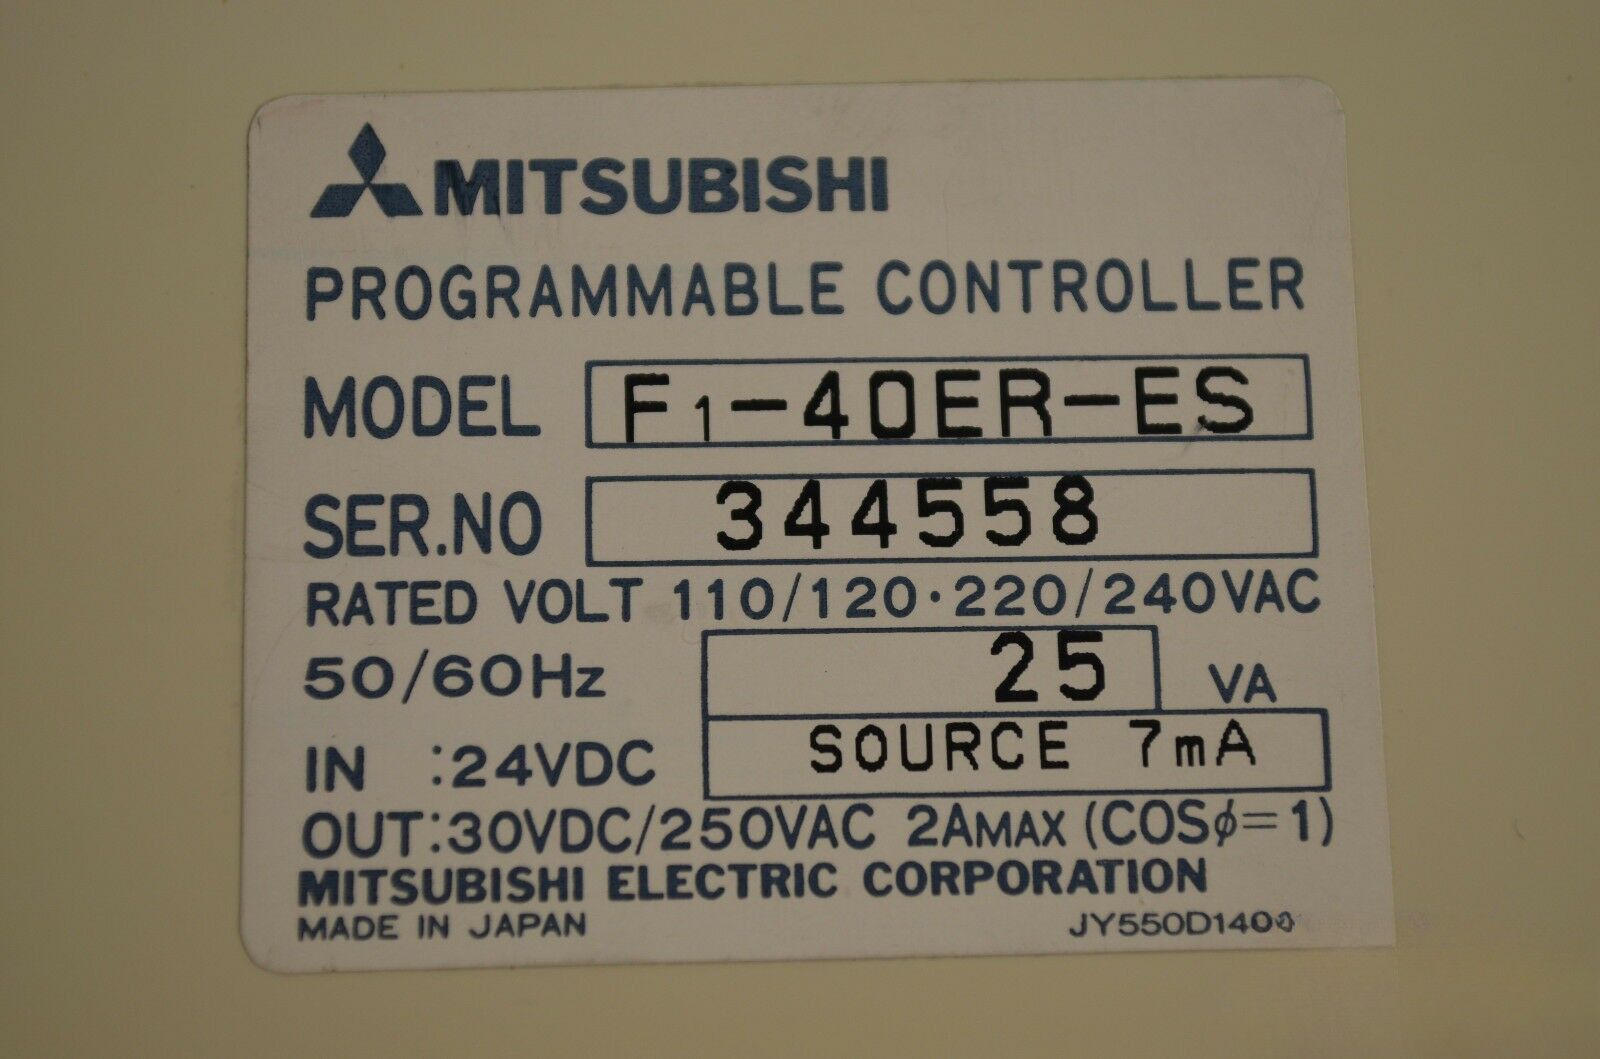 MITSUBISHI
PROGRAMMABLE CONTROLLER
MODEL F1-40ER-ES
SER.NO 344558
RATED VOLT 110/120·220/240VAC
50/60Hz 25 VA
IN :24VDC SOURCE 7mA
OUT:30VDC/250VAC 2AMAX (COSφ=1)
MITSUBISHI ELECTRIC CORPORATION
MADE IN JAPAN